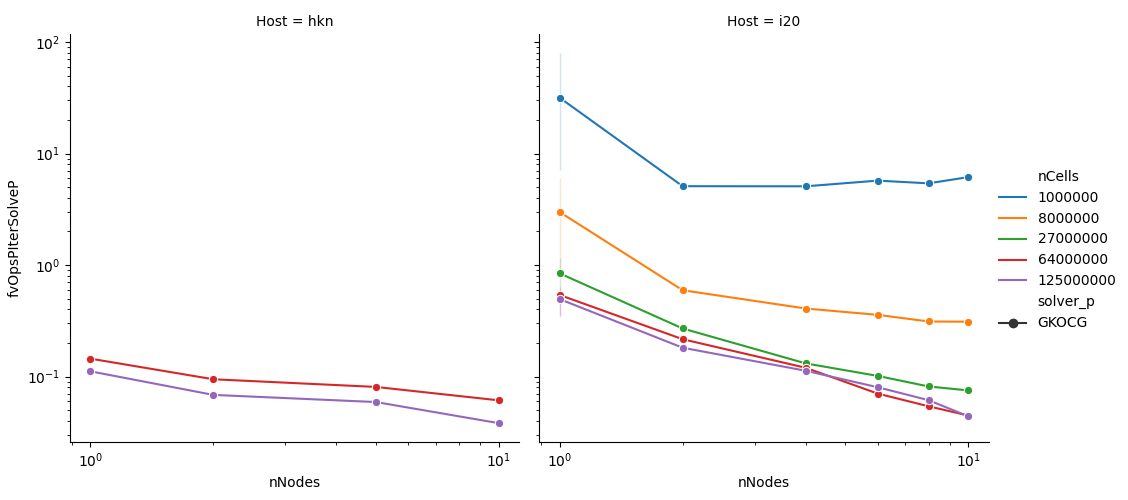 Host = hkn
Host = i20
fvOpsPIterSolveP
10²
10¹
10⁰
10⁻¹
10⁰
10¹
10⁰
10¹
nNodes
nNodes
nCells
1000000
8000000
27000000
64000000
125000000
solver_p
GKOCG